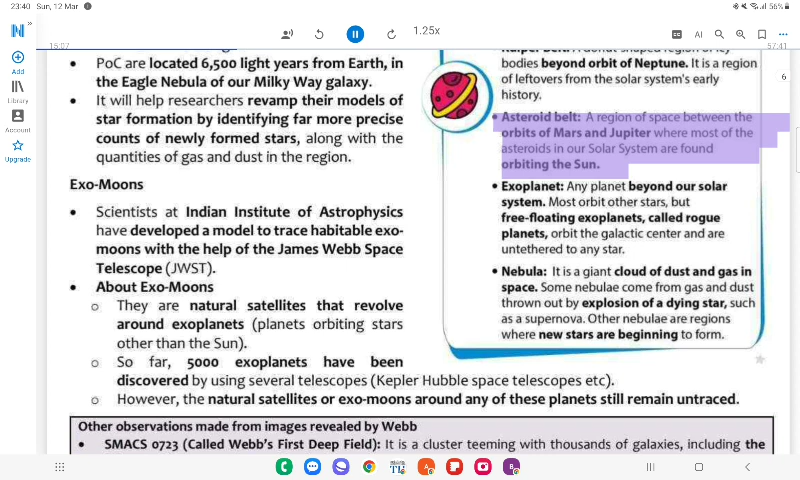 23:40 Sun, 12 Mar
56%
N
1.25x
AI
15:07
57:41
Add
Library
Account
Upgrade
6
• PoC are located 6,500 light years from Earth, in
the Eagle Nebula of our Milky Way galaxy.
• It will help researchers revamp their models of
star formation by identifying far more precise
counts of newly formed stars, along with the
quantities of gas and dust in the region.
Exo-Moons
• Scientists at Indian Institute of Astrophysics
have developed a model to trace habitable exo-
moons with the help of the James Webb Space
Telescope (JWST).
• About Exo-Moons
o They are natural satellites that revolve
around exoplanets (planets orbiting stars
other than the Sun).
o So far, 5000 exoplanets have been
discovered by using several telescopes (Kepler Hubble space telescopes etc).
o However, the natural satellites or exo-moons around any of these planets still remain untraced.
bodies beyond orbit of Neptune. It is a region
of leftovers from the solar system's early
history.
• Asteroid belt: A region of space between the
orbits of Mars and Jupiter where most of the
asteroids in our Solar System are found
orbiting the Sun.
• Exoplanet: Any planet beyond our solar
system. Most orbit other stars, but
free-floating exoplanets, called rogue
planets, orbit the galactic center and are
untethered to any star.
• Nebula: It is a giant cloud of dust and gas in
space. Some nebulae come from gas and dust
thrown out by explosion of a dying star, such
as a supernova. Other nebulae are regions
where new stars are beginning to form.
Other observations made from images revealed by Webb
• SMACS 0723 (Called Webb's First Deep Field): It is a cluster teeming with thousands of galaxies, including the